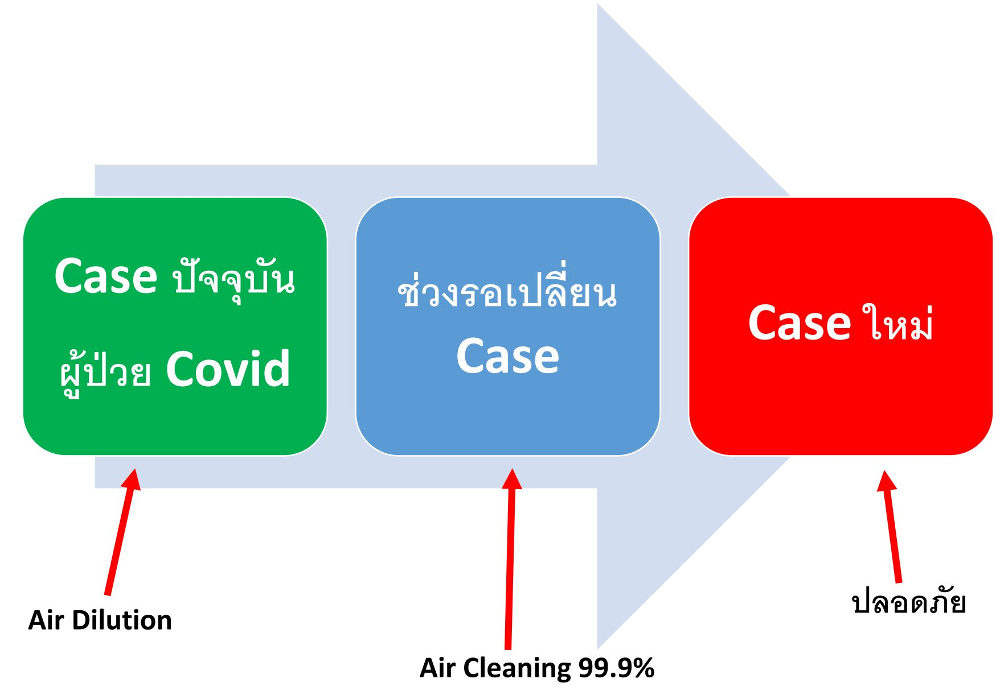 Case ปัจจุบัน
ผู้ป่วย Covid
ช่วงรอเปลี่ยน
Case
Case ใหม่
Air Dilution
Air Cleaning 99.9%
ปลอดภัย